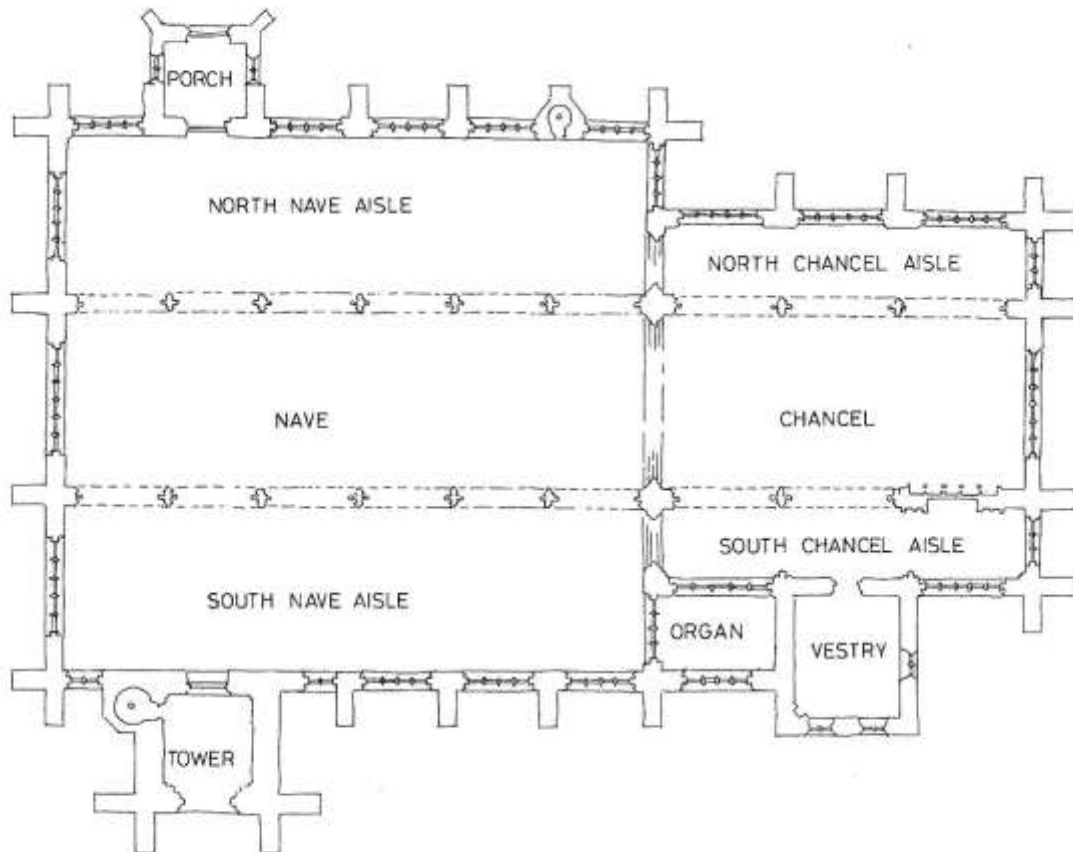 PORCH
NORTH NAVE AISLE
NORTH CHANCEL AISLE
NAVE
CHANCEL
SOUTH CHANCEL AISLE
SOUTH NAVE AISLE
ORGAN
VESTRY
TOWER